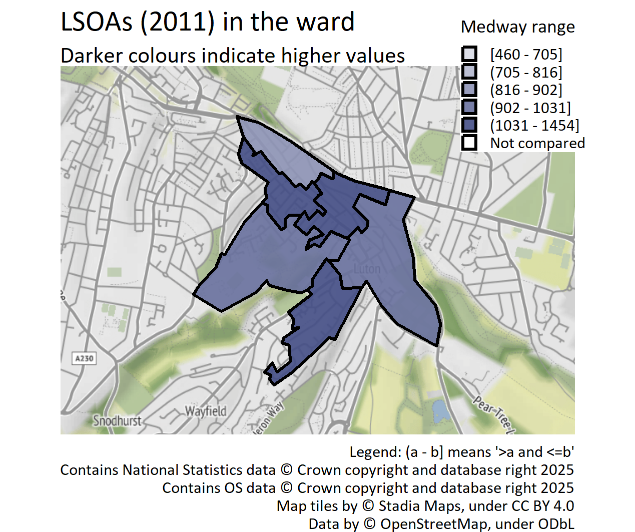 LSOAs (2011) in the ward
Darker colours indicate higher values
Medway range
[460 - 705]
(705 - 816]
(816 - 902]
(902 - 1031]
(1031 - 1454]
Not compared
Luton
A230
Snodhurst
Wayfield
Pear-Tree-L
Legend: (a - b] means '>a and <=b'
Contains National Statistics data © Crown copyright and database right 2025
Contains OS data © Crown copyright and database right 2025
Map tiles by © Stadia Maps, under CC BY 4.0
Data by © OpenStreetMap, under ODbL